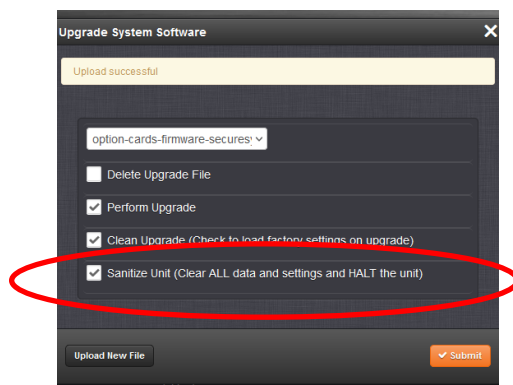 Upgrade System Software
Upload successful
option-cards-firmware-secures
Delete Upgrade File
Perform Upgrade
Clean Upgrade (Check to load factory settings on upgrade)
Sanitize Unit (Clear ALL data and settings and HALT the unit)
Upload New File
Submit